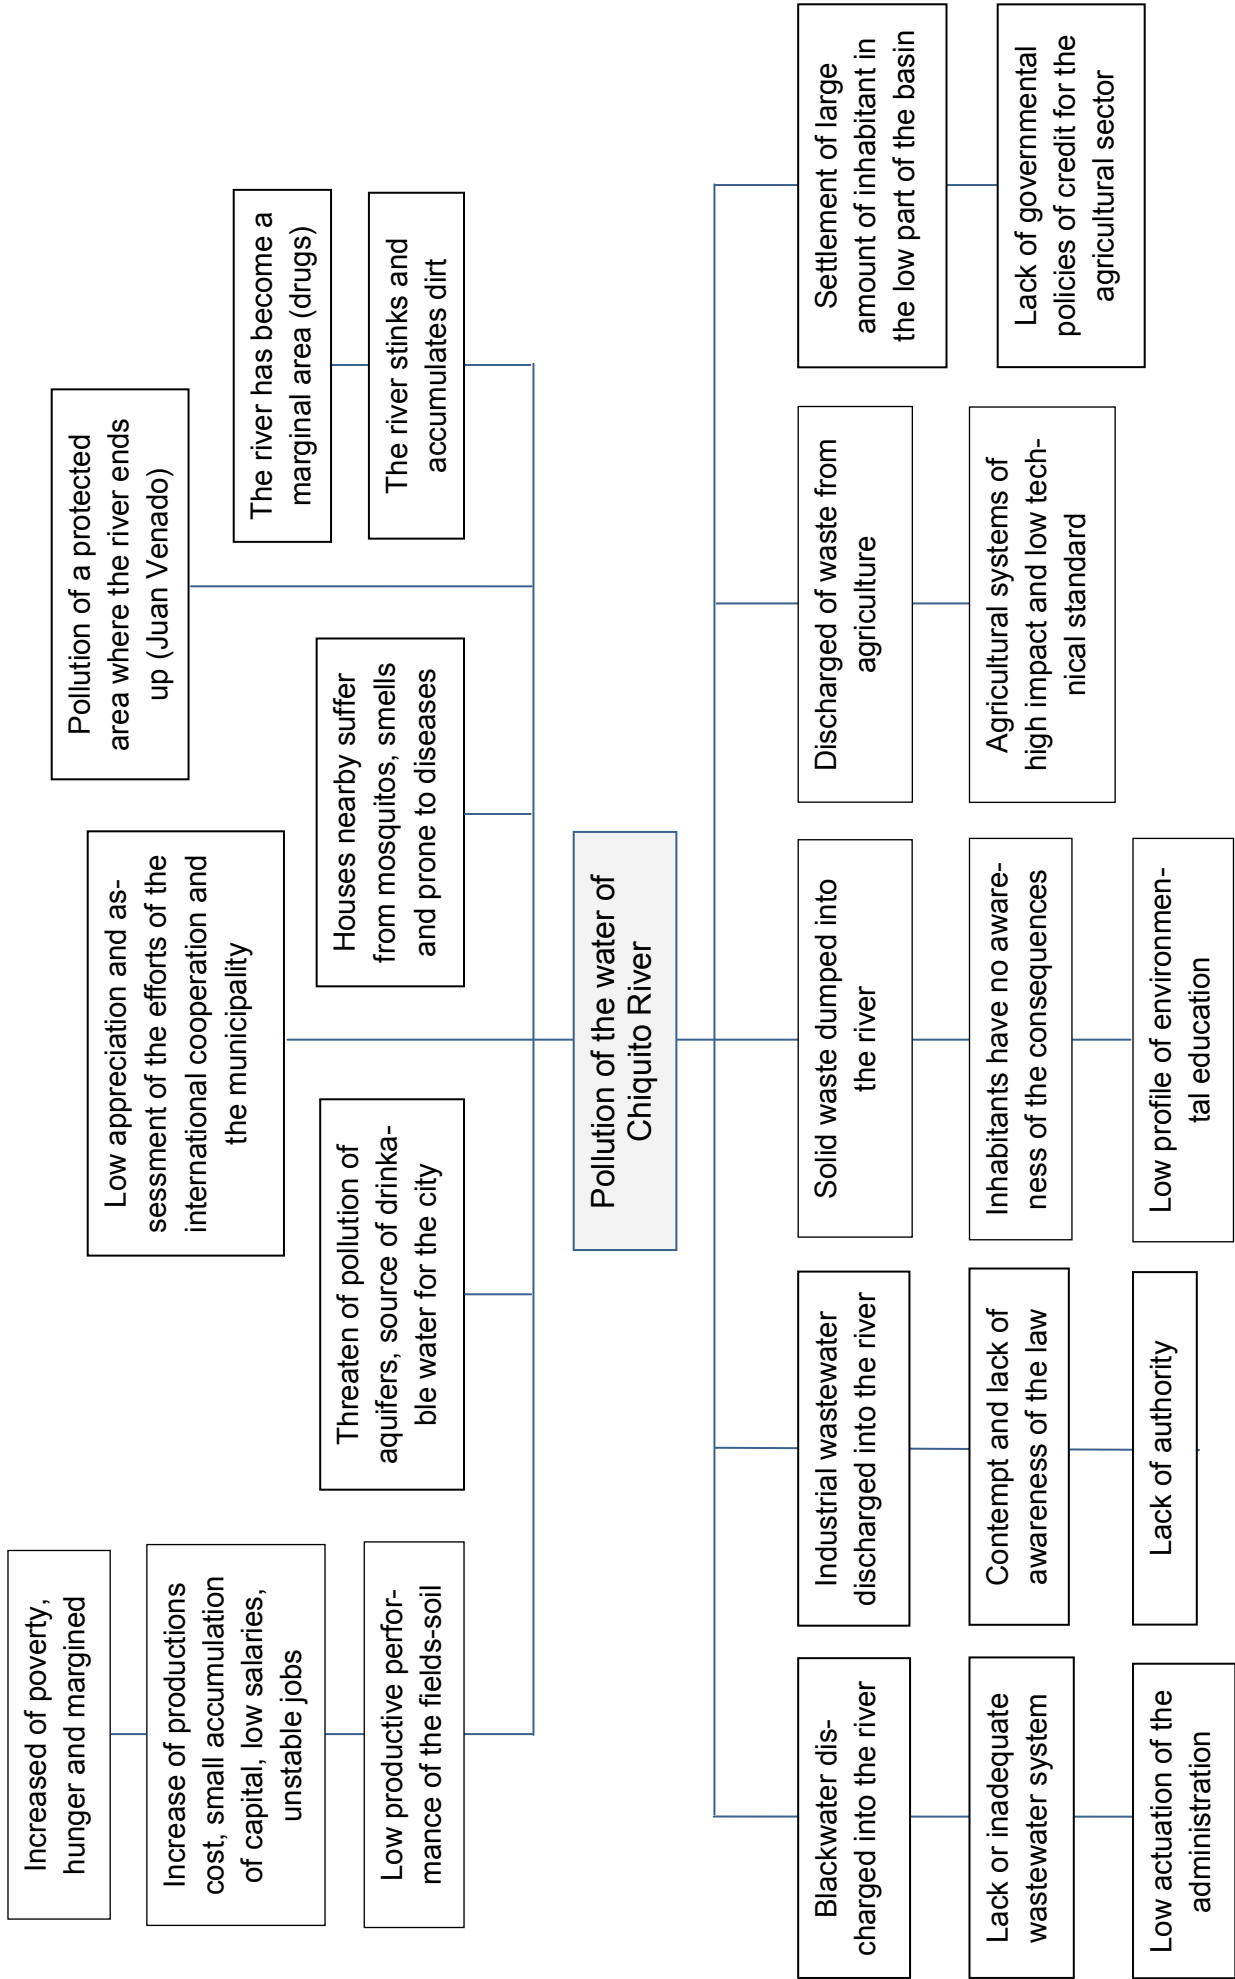 Increased of poverty,
hunger and margined
Increase of productions
cost, small accumulation
of capital, low salaries,
unstable jobs
Low productive perfor-
mance of the fields-soil
Threaten of pollution of
aquifers, source of drinka-
ble water for the city
Low appreciation and as-
sessment of the efforts of the
international cooperation and
the municipality
Houses nearby suffer
from mosquitos, smells
and prone to diseases
Pollution of a protected
area where the river ends
up (Juan Venado)
The river has become a
marginal area (drugs)
The river stinks and
accumulates dirt
Pollution of the water of
Chiquito River
Blackwater dis-
charged into the river
Lack or inadequate
wastewater system
Low actuation of the
administration
Industrial wastewater
discharged into the river
Contempt and lack of
awareness of the law
Lack of authority
Solid waste dumped into
the river
Inhabitants have no aware-
ness of the consequences
Low profile of environmen-
tal education
Discharged of waste from
agriculture
Agricultural systems of
high impact and low tech-
nical standard
Settlement of large
amount of inhabitant in
the low part of the basin
Lack of governmental
policies of credit for the
agricultural sector